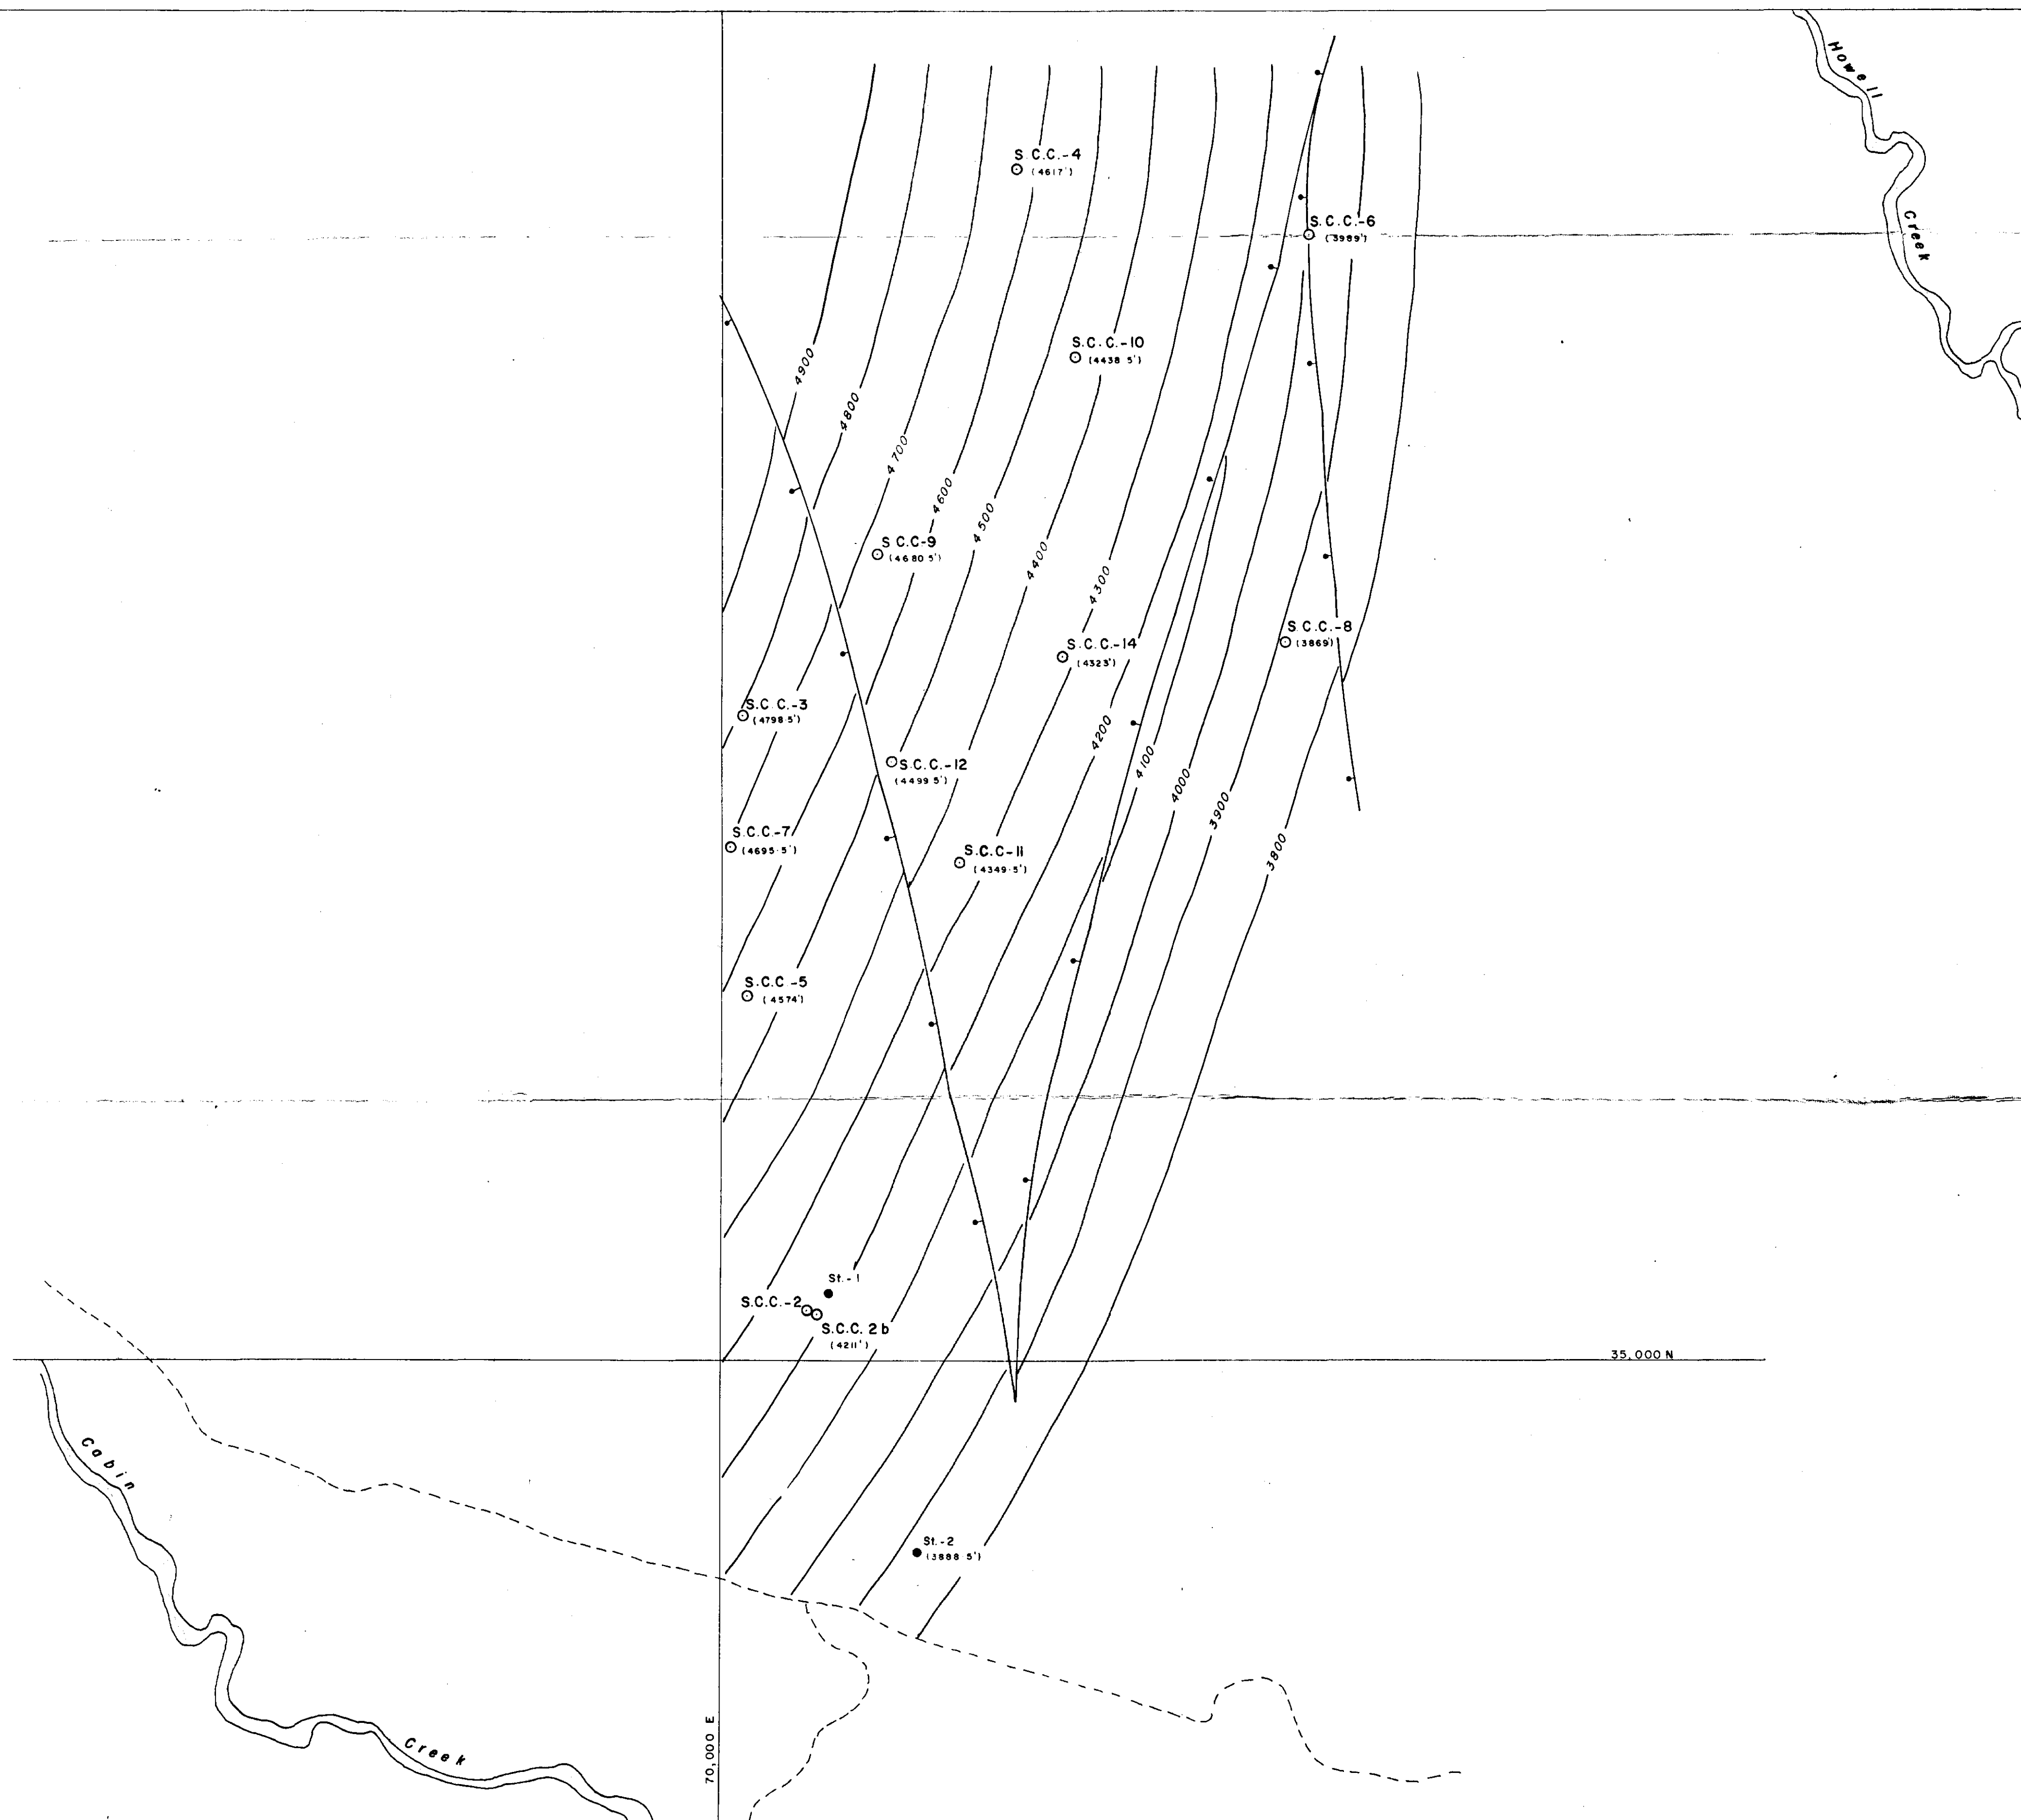 Howell
Creek
S.C.C.-4
(4617')
S.C.C.-6
(3989')
S.C.C.-10
(4438·5')
4900
4800
4700
4600
4500
4400
4300
S.C.C-9
(4680·5')
S.C.C.-8
(3869')
S.C.C.-14
(4323')
S.C.C.-3
(4798·5')
4200
4100
4000
3900
3800
S.C.C.-12
(4499·5')
S.C.C.-7
(4695·5')
S.C.C-11
(4349·5')
S.C.C.-5
(4574')
St.-1
S.C.C.-2
S.C.C. 2b
(4211')
35,000 N
Cabin
Creek
St.-2
(3888·5')
70,000 E